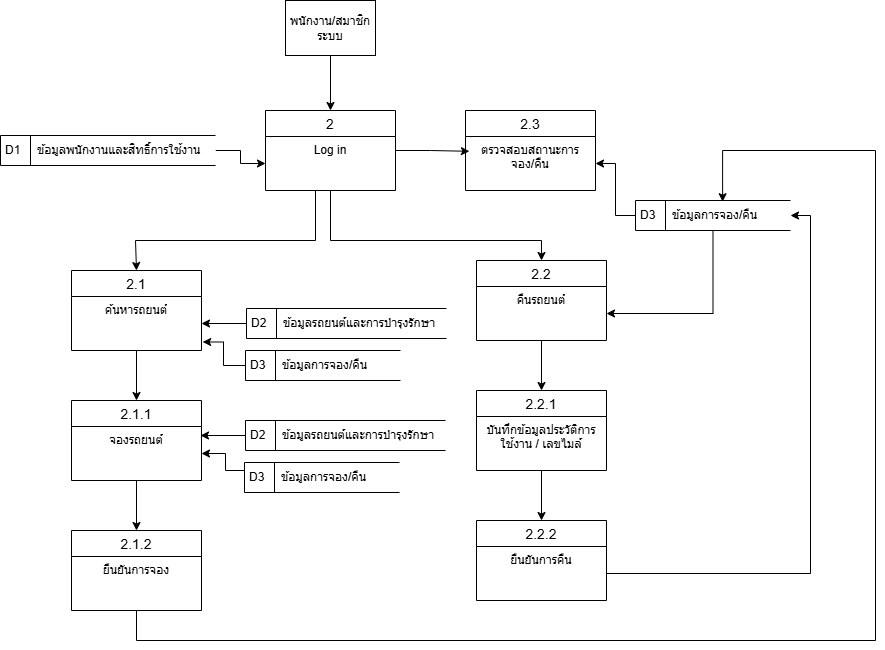 พนักงาน/สมาชิก
ระบบ
2
Log in
2.3
ตรวจสอบสถานะการ
จอง/คืน
D1 ข้อมูลพนักงานและสิทธิ์การใช้งาน
D3 ข้อมูลการจอง/คืน
2.1
ค้นหารถยนต์
2.2
คืนรถยนต์
D2 ข้อมูลรถยนต์และการบำรุงรักษา
D3 ข้อมูลการจอง/คืน
2.1.1
จองรถยนต์
D2 ข้อมูลรถยนต์และการบำรุงรักษา
D3 ข้อมูลการจอง/คืน
2.2.1
บันทึกข้อมูลประวัติการ
ใช้งาน / เลขไมล์
2.1.2
ยืนยันการจอง
2.2.2
ยืนยันการคืน